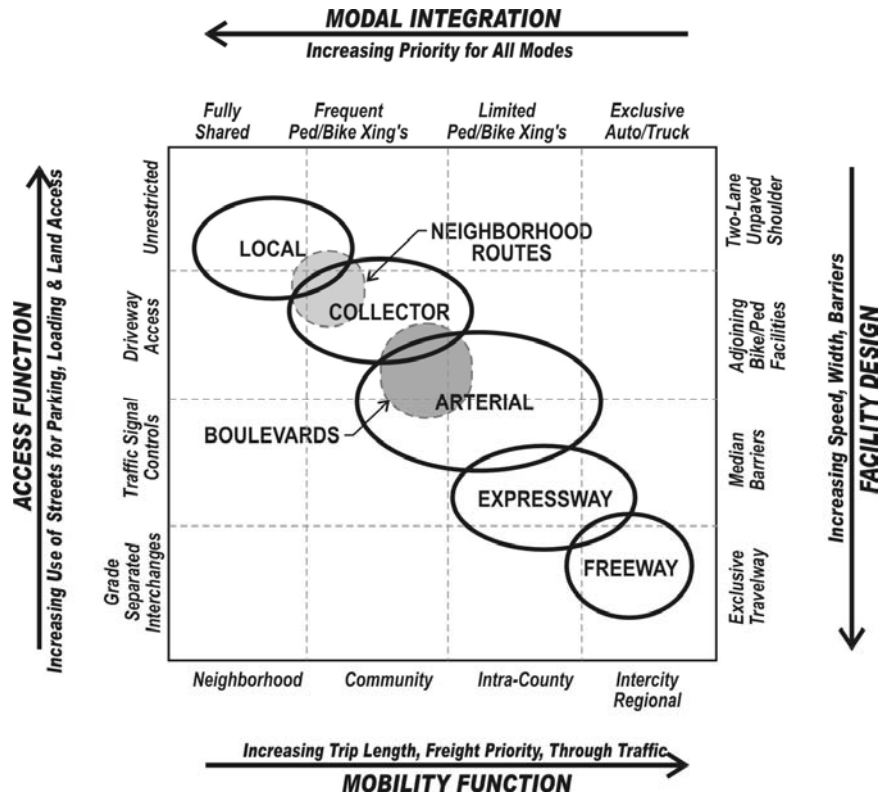 MODAL INTEGRATION
Increasing Priority for All Modes
Fully
Shared
Frequent
Ped/Bike Xing's
Limited
Ped/Bike Xing's
Exclusive
Auto/Truck
ACCESS FUNCTION
Increasing Use of Streets for Parking, Loading & Land Access
Unrestricted
Driveway
Access
Traffic Signal
Controls
Grade
Separated
Interchanges
LOCAL
NEIGHBORHOOD
ROUTES
COLLECTOR
ARTERIAL
BOULEVARDS
EXPRESSWAY
FREEWAY
Two-Lane
Unpaved
Shoulder
Adjoining
Bike/Ped
Facilities
Median
Barriers
Exclusive
Travelway
Increasing Speed, Width, Barriers
FACILITY DESIGN
Neighborhood
Community
Intra-County
Intercity
Regional
Increasing Trip Length, Freight Priority, Through Traffic
MOBILITY FUNCTION